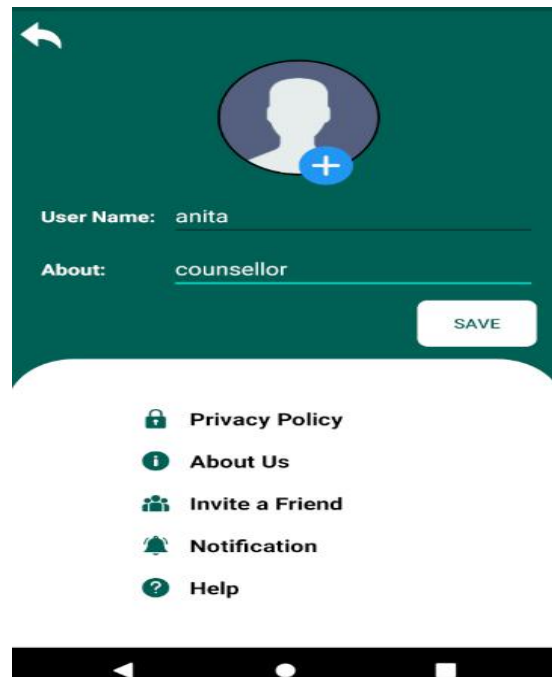 User Name: anita
About: counsellor
SAVE
Privacy Policy
About Us
Invite a Friend
Notification
Help